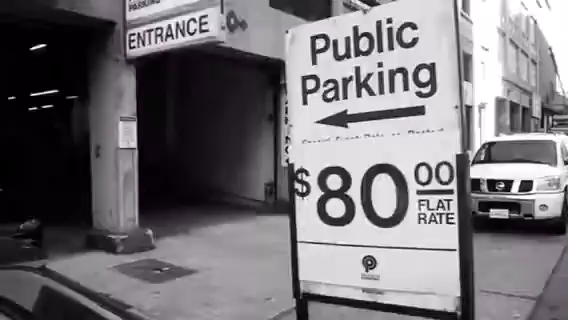 PARKING
ENTRANCE
Public
Parking
$80 00
FLAT
RATE